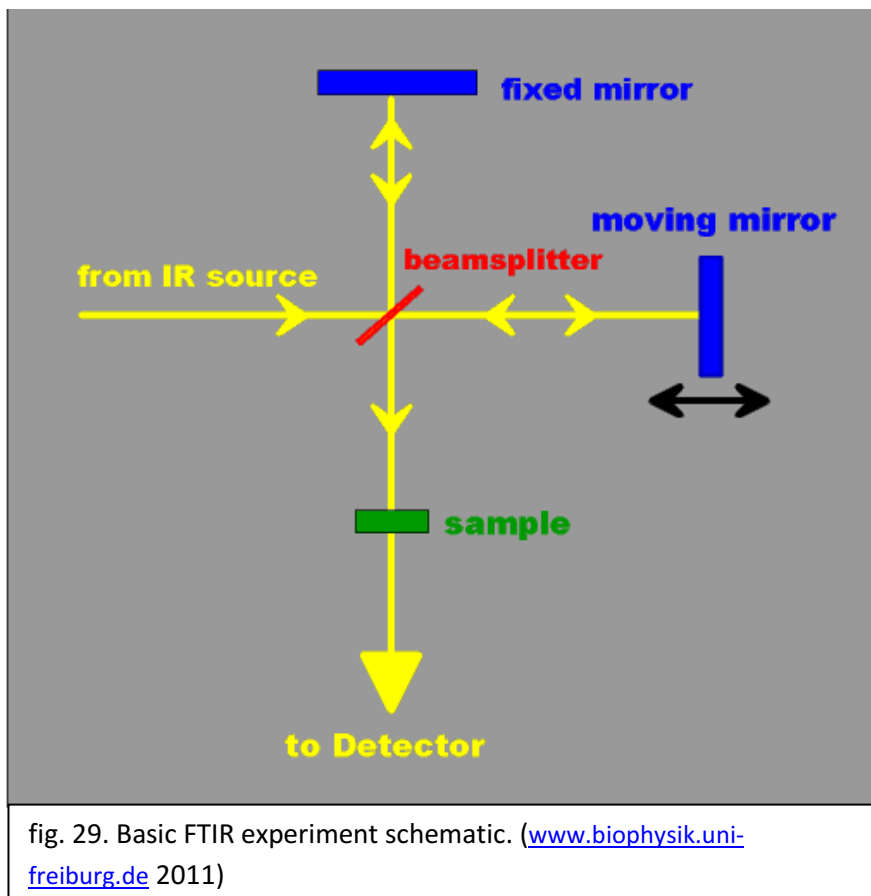 fixed mirror
moving mirror
beamsplitter
from IR source
sample
to Detector
fig. 29. Basic FTIR experiment schematic. (www.biophysik.uni-
freiburg.de 2011)